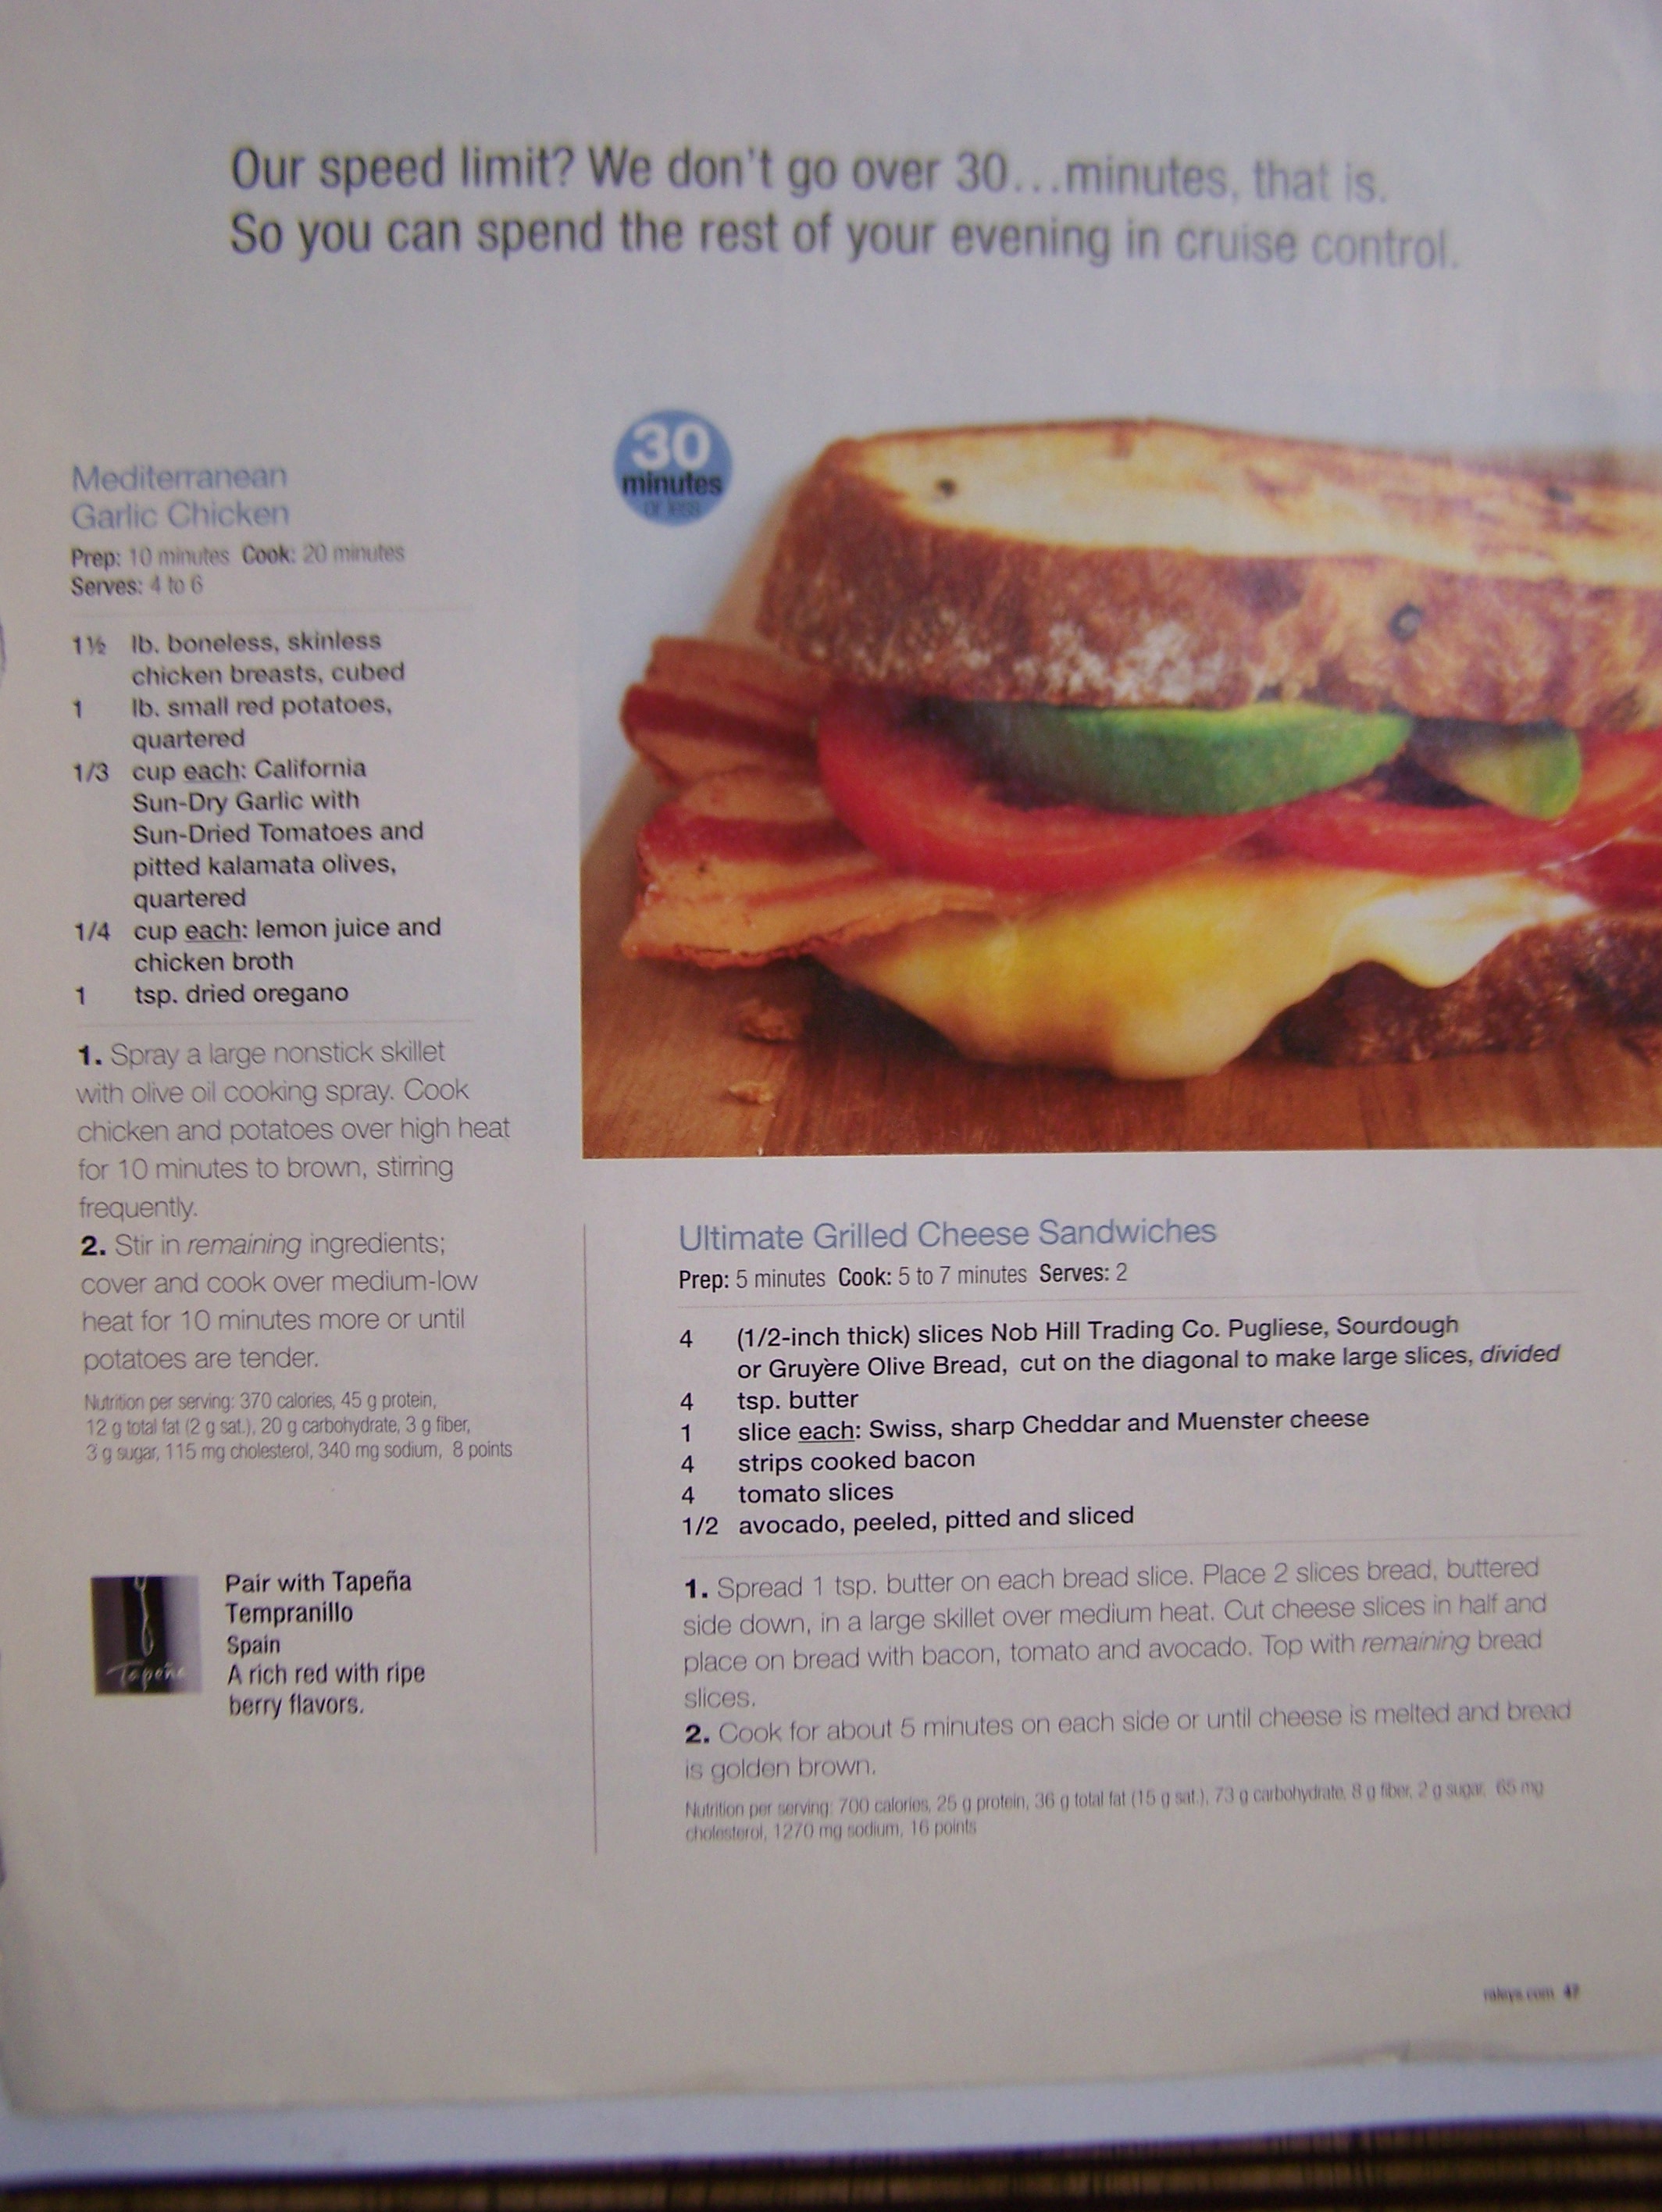 Our speed limit? We don't go over 30...minutes, that is.
So you can spend the rest of your evening in cruise control.
30
minutes
or less
Mediterranean
Garlic Chicken
Prep: 10 minutes Cook: 20 minutes
Serves: 4 to 6
1½ lb. boneless, skinless
chicken breasts, cubed
1 lb. small red potatoes,
quartered
1/3 cup each: California
Sun-Dry Garlic with
Sun-Dried Tomatoes and
pitted kalamata olives,
quartered
1/4 cup each: lemon juice and
chicken broth
1 tsp. dried oregano
1. Spray a large nonstick skillet
with olive oil cooking spray. Cook
chicken and potatoes over high heat
for 10 minutes to brown, stirring
frequently.
2. Stir in remaining ingredients;
cover and cook over medium-low
heat for 10 minutes more or until
potatoes are tender.
Nutrition per serving: 370 calories, 45 g protein,
12 g total fat (2 g sat.), 20 g carbohydrate, 3 g fiber,
3 g sugar, 115 mg cholesterol, 340 mg sodium, 8 points
Tapeña
Pair with Tapeña
Tempranillo
Spain
A rich red with ripe
berry flavors.
Ultimate Grilled Cheese Sandwiches
Prep: 5 minutes Cook: 5 to 7 minutes Serves: 2
4 (1/2-inch thick) slices Nob Hill Trading Co. Pugliese, Sourdough
or Gruyère Olive Bread, cut on the diagonal to make large slices, divided
4 tsp. butter
1 slice each: Swiss, sharp Cheddar and Muenster cheese
4 strips cooked bacon
4 tomato slices
1/2 avocado, peeled, pitted and sliced
1. Spread 1 tsp. butter on each bread slice. Place 2 slices bread, buttered
side down, in a large skillet over medium heat. Cut cheese slices in half and
place on bread with bacon, tomato and avocado. Top with remaining bread
slices.
2. Cook for about 5 minutes on each side or until cheese is melted and bread
is golden brown.
Nutrition per serving: 700 calories, 25 g protein, 36 g total fat (15 g sat.), 73 g carbohydrate, 8 g fiber, 2 g sugar, 65 mg
cholesterol, 1270 mg sodium, 16 points
raleys.com 47